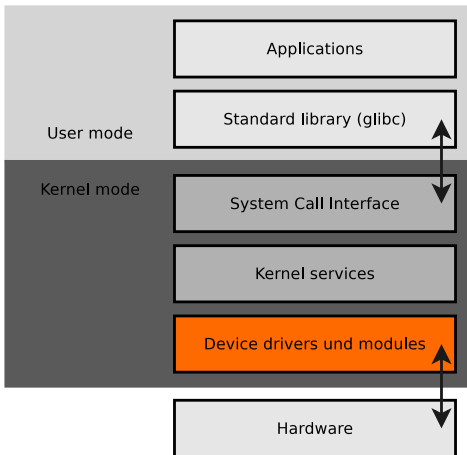 Applications
Standard library (glibc)
User mode
Kernel mode
System Call Interface
Kernel services
Device drivers und modules
Hardware